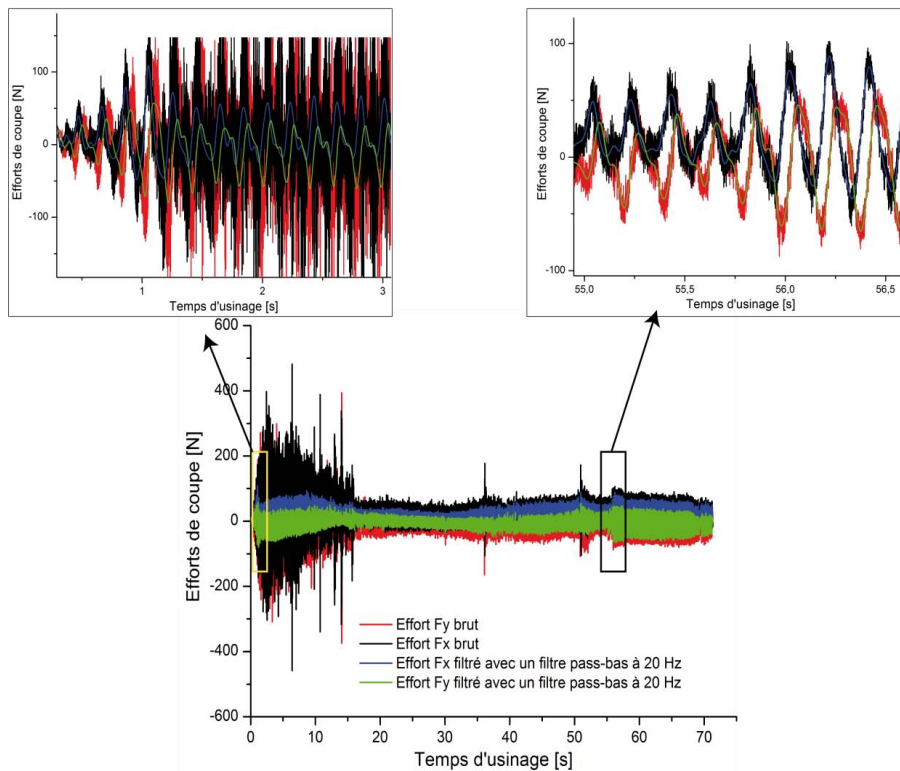 100
0
-100
Efforts de coupe [N]
1
2
3
Temps d'usinage [s]
100
0
-100
Efforts de coupe [N]
55,0
55,5
56,0
56,5
Temps d'usinage [s]
600
400
200
0
-200
-400
-600
Efforts de coupe [N]
Effort Fy brut
Effort Fx brut
Effort Fx filtré avec un filtre pass-bas à 20 Hz
Effort Fy filtré avec un filtre pass-bas à 20 Hz
0
10
20
30
40
50
60
70
Temps d'usinage [s]